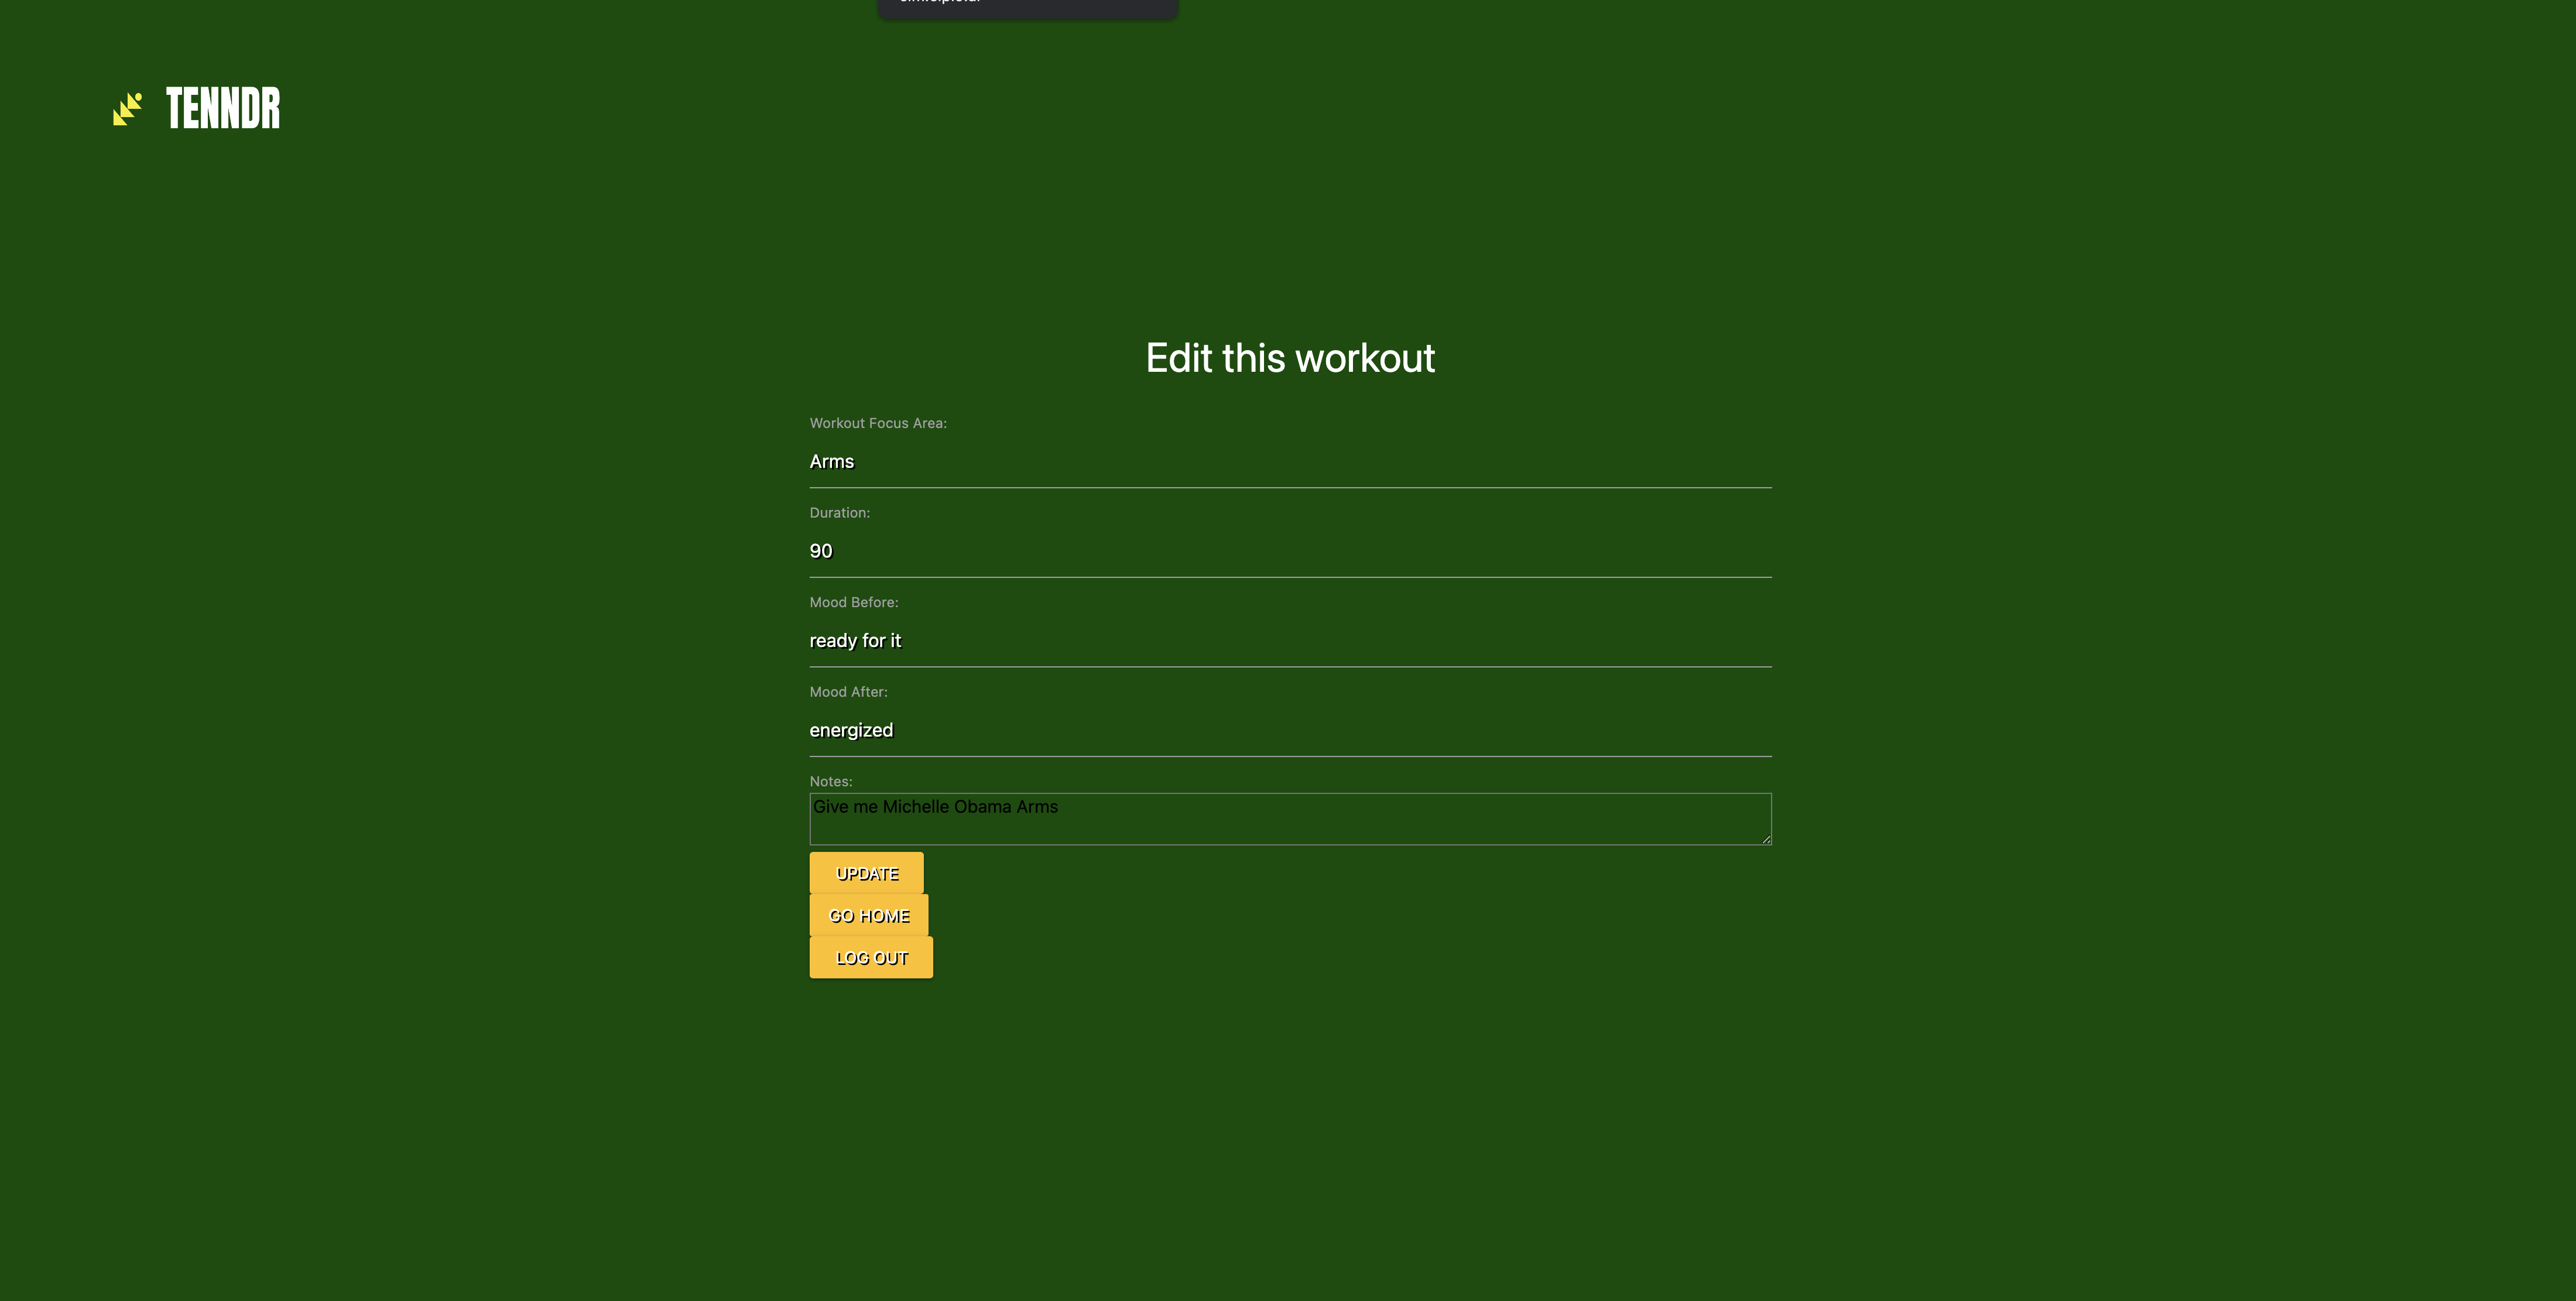 TENNDR
Edit this workout
Workout Focus Area:
Arms
Duration:
90
Mood Before:
ready for it
Mood After:
energized
Notes:
Give me Michelle Obama Arms
UPDATE
GO HOME
LOG OUT